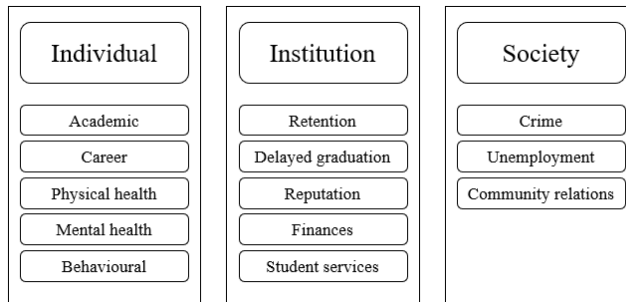 Individual
Academic
Career
Physical health
Mental health
Behavioural
Institution
Retention
Delayed graduation
Reputation
Finances
Student services
Society
Crime
Unemployment
Community relations